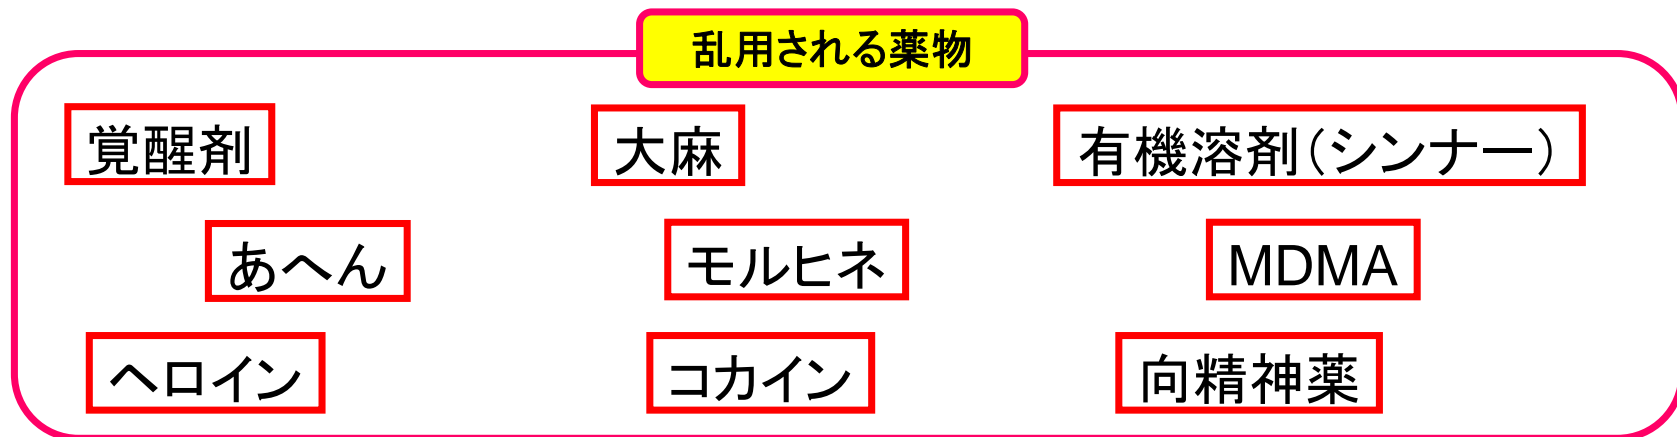 乱用される薬物
覚醒剤
大麻
有機溶剤（シンナー）
あへん
モルヒネ
MDMA
ヘロイン
コカイン
向精神薬